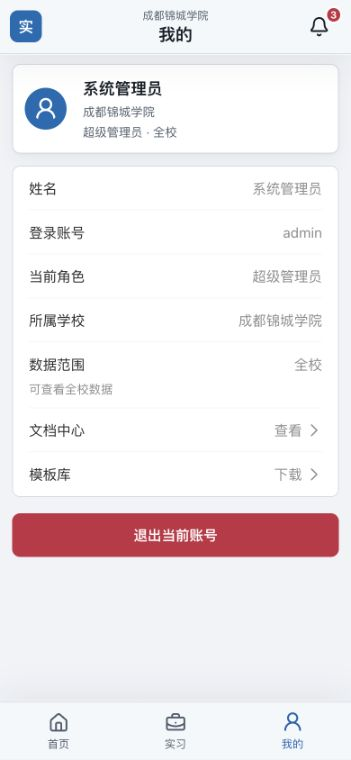 实
成都锦城学院
我的
3
系统管理员
成都锦城学院
超级管理员 · 全校
姓名 系统管理员
登录账号 admin
当前角色 超级管理员
所属学校 成都锦城学院
数据范围 全校
可查看全校数据
文档中心 查看
模板库 下载
退出当前账号
首页 实习 我的